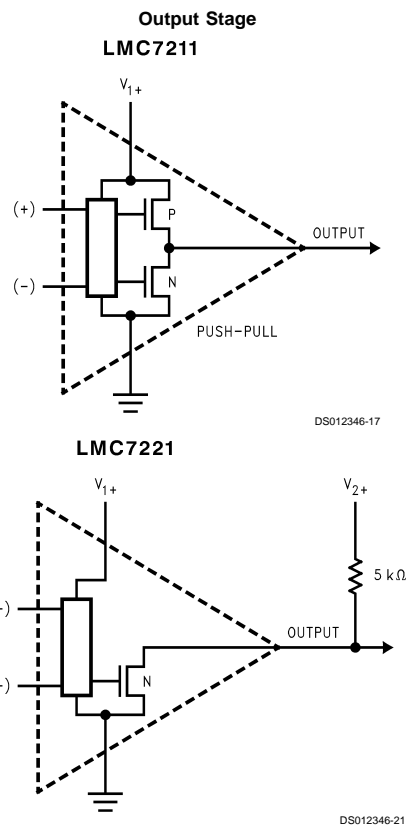 Output Stage
LMC7211
V1+
(+)
P
OUTPUT
(-)
N
PUSH-PULL
DS012346-17
LMC7221
V1+
V2+
5 kΩ
)
OUTPUT
-)
N
DS012346-21